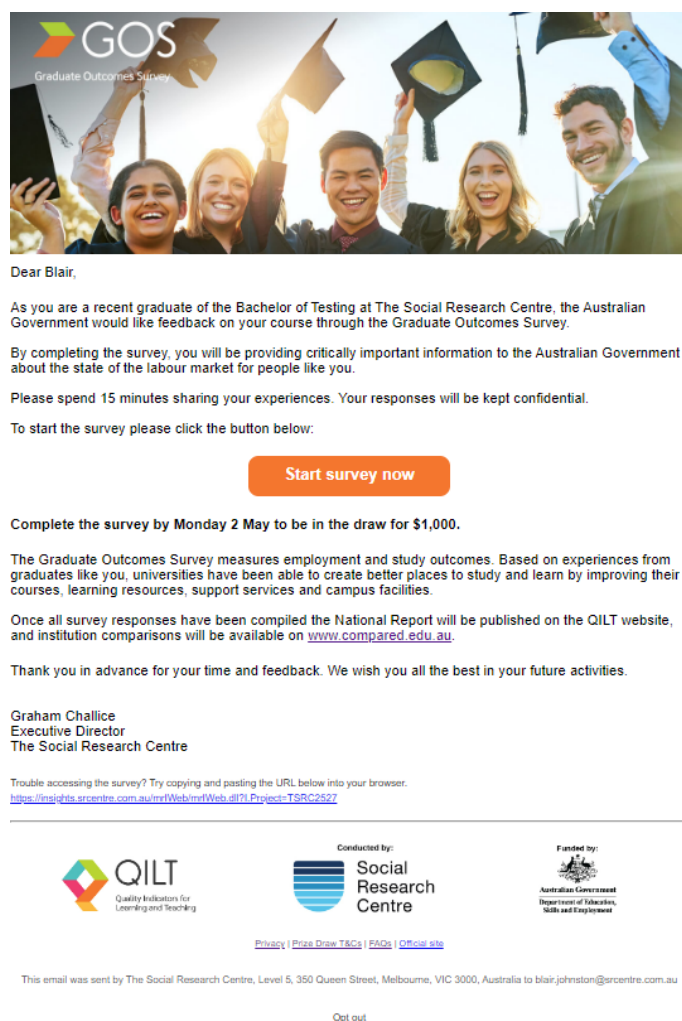 GOS
Graduate Outcomes Survey
Dear Blair,
As you are a recent graduate of the Bachelor of Testing at The Social Research Centre, the Australian
Government would like feedback on your course through the Graduate Outcomes Survey.
By completing the survey, you will be providing critically important information to the Australian Government
about the state of the labour market for people like you.
Please spend 15 minutes sharing your experiences. Your responses will be kept confidential.
To start the survey please click the button below:
Start survey now
Complete the survey by Monday 2 May to be in the draw for $1,000.
The Graduate Outcomes Survey measures employment and study outcomes. Based on experiences from
graduates like you, universities have been able to create better places to study and learn by improving their
courses, learning resources, support services and campus facilities.
Once all survey responses have been compiled the National Report will be published on the QILT website,
and institution comparisons will be available on www.compared.edu.au.
Thank you in advance for your time and feedback. We wish you all the best in your future activities.
Graham Challice
Executive Director
The Social Research Centre
Trouble accessing the survey? Try copying and pasting the URL below into your browser.
https://insights.srcentre.com.au/mrIWeb/mrIWeb.dll?I.Project=TSRC2527
QILT
Quality Indicators for
Learning and Teaching
Conducted by:
Social
Research
Centre
Funded by:
Australian Government
Department of Education,
Skills and Employment
Privacy | Prize Draw T&Cs | FAQs | Official site
This email was sent by The Social Research Centre, Level 5, 350 Queen Street, Melbourne, VIC 3000, Australia to blair.johnston@srcentre.com.au
Opt out